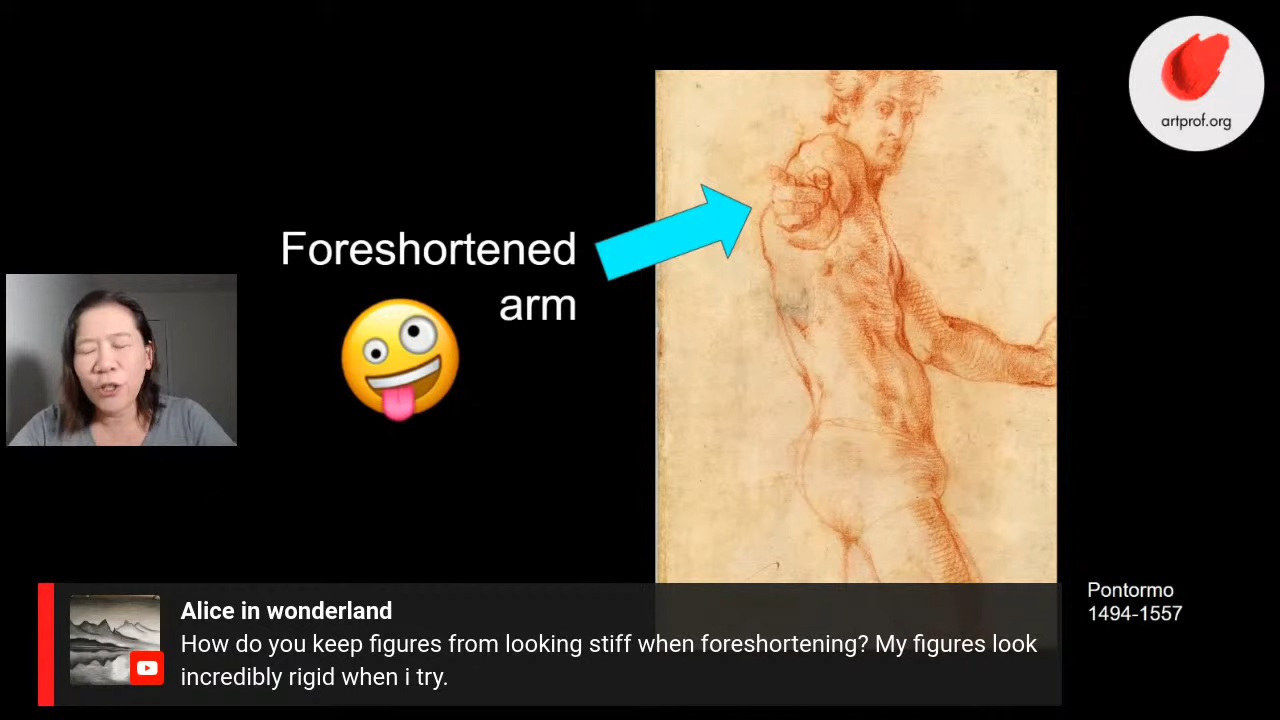 artprof.org
Foreshortened
arm
Pontormo
1494-1557
Alice in wonderland
How do you keep figures from looking stiff when foreshortening? My figures look
incredibly rigid when i try.